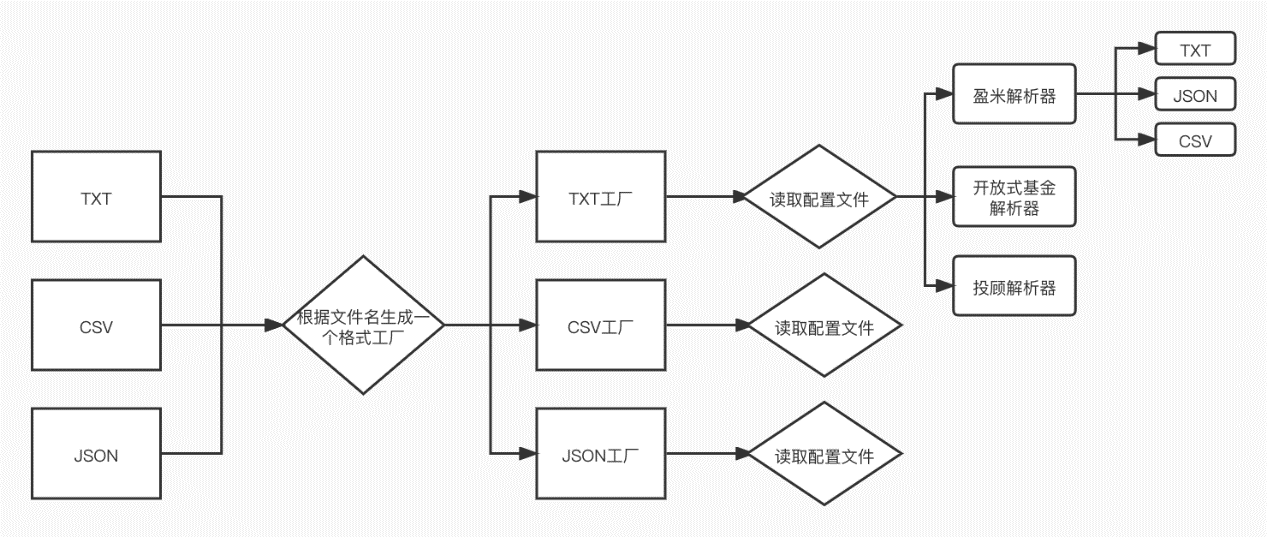 TXT
CSV
JSON
根据文件名生成一
个格式工厂
TXT工厂
CSV工厂
JSON工厂
读取配置文件
读取配置文件
读取配置文件
盈米解析器
开放式基金
解析器
投顾解析器
TXT
JSON
CSV